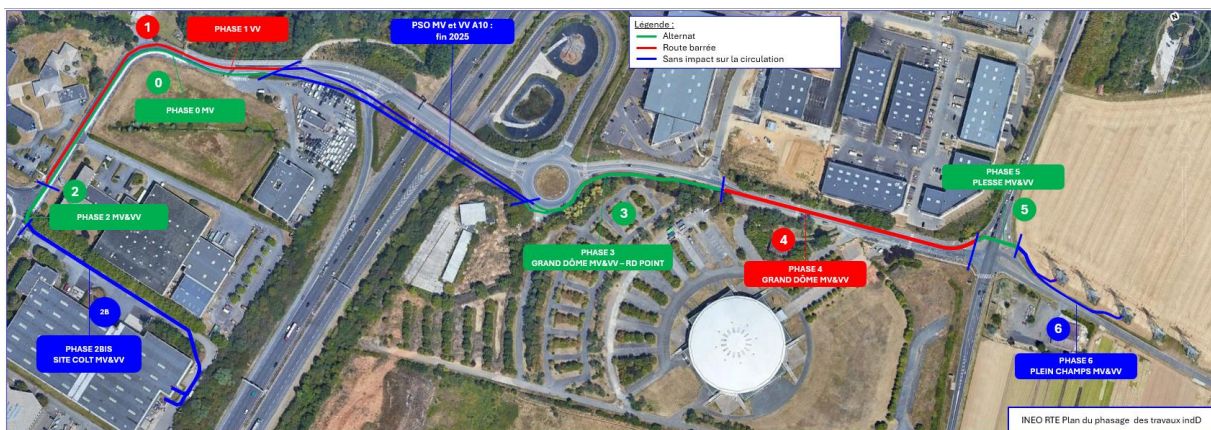 1
PHASE 1 VV
PSO MV et VV A10 :
fin 2025
Légende :
Alternat
Route barrée
Sans impact sur la circulation
N
0
PHASE 0 MV
2
PHASE 2 MV&VV
3
PHASE 3
GRAND DÔME MV&VV – RD POINT
4
PHASE 4
GRAND DÔME MV&VV
PHASE 5
PLESSE MV&VV
5
2B
PHASE 2BIS
SITE COLT MV&VV
6
PHASE 6
PLEIN CHAMPS MV&VV
INEO RTE Plan du phasage des travaux indD